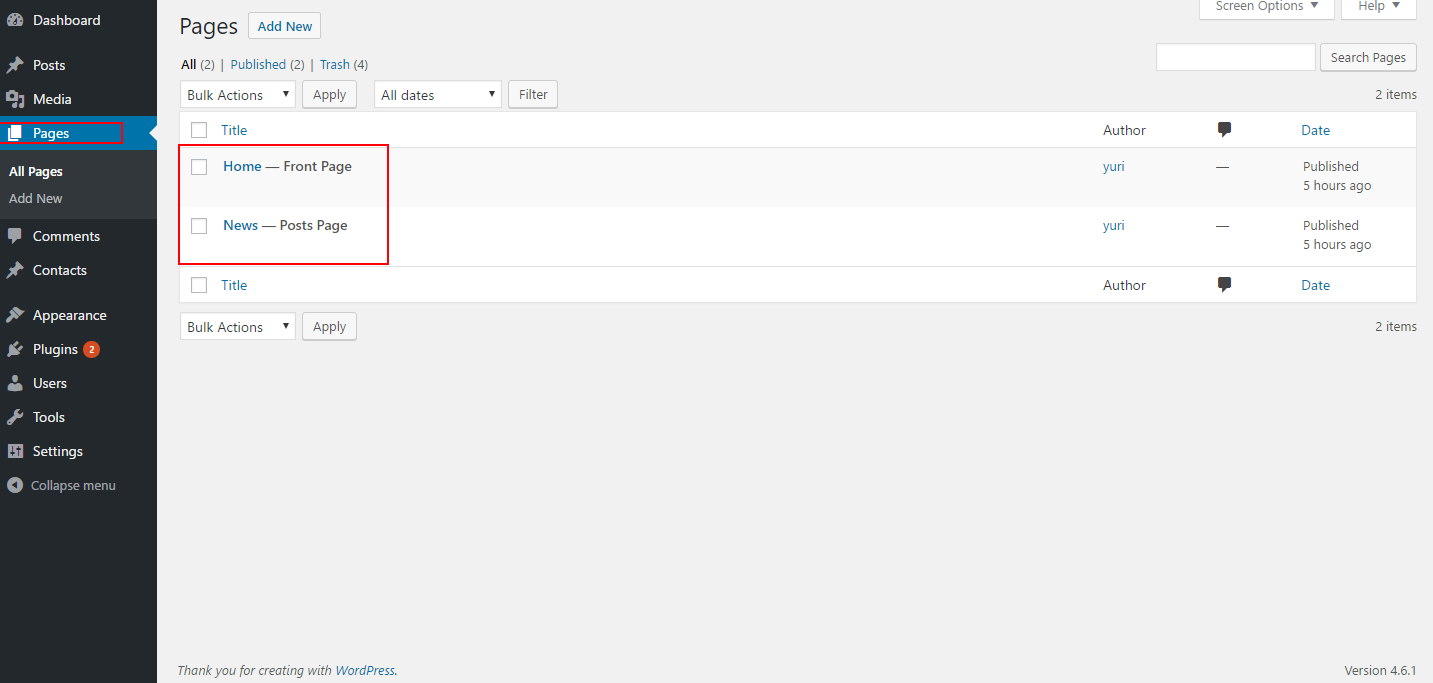 Dashboard
Posts
Media
Pages
All Pages
Add New
Comments
Contacts
Appearance
Plugins 2
Users
Tools
Settings
Collapse menu
Screen Options ▼ Help ▼
Pages Add New
All (2) | Published (2) | Trash (4)
Search Pages
Bulk Actions ▼ Apply All dates ▼ Filter 2 items
Title Author Date
Home — Front Page yuri — Published
5 hours ago
News — Posts Page yuri — Published
5 hours ago
Title Author Date
Bulk Actions ▼ Apply 2 items
Thank you for creating with WordPress. Version 4.6.1